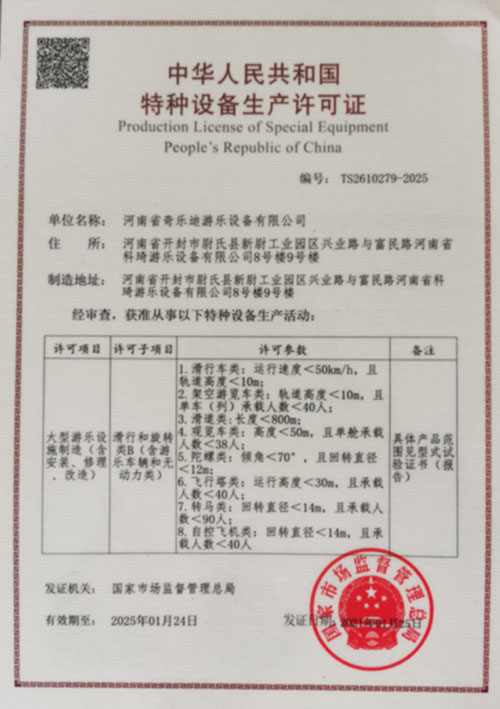 中华人民共和国
特种设备生产许可证
Production License of Special Equipment
People's Republic of China
编号: TS2610279-2025
单位名称: 河南省奇乐迪游乐设备有限公司
住 所: 河南省开封市尉氏县新尉工业园区兴业路与富民路河南省
科琦游乐设备有限公司8号楼9号楼
制造地址: 河南省开封市尉氏县新尉工业园区兴业路与富民路河南省科
琦游乐设备有限公司8号楼9号楼
经审查,获准从事以下特种设备生产活动:
许可项目 许可子项目 许可参数 备注
大型游乐设
施制造(含
安装、修理
、改造)
滑行和旋转
类B(含游
乐车辆和无
动力类)
1.滑行车类:运行速度<50km/h,且
轨道高度<10m;
2.架空游览车类:轨道高度<10m,且
单车(列)承载人数<40人;
3.滑道类:长度<800m;
4.观览车类:高度<50m,且单舱承载
人数<38人;
5.陀螺类:倾角<70°,且回转直径
<12m;
6.飞行塔类:运行高度<30m,且承载
人数<40人;
7.转马类:回转直径<14m,且承载
人数<90人;
8.自控飞机类:回转直径<14m,且承
载人数<40人
具体产品范
围见型式试
验证书(报
告)
发证机关: 国家市场监督管理总局
有效期至: 2025年01月24日
发证日期: 2021年01月25日
国家市场监督管理总局